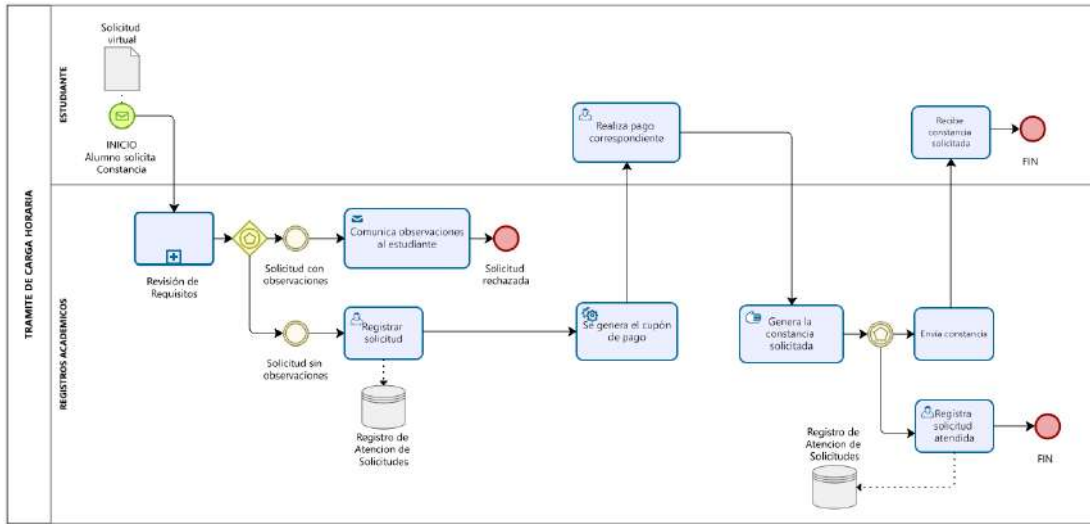 TRAMITE DE CARGA HORARIA
ESTUDIANTE
Solicitud
virtual
INICIO
Alumno solicita
Constancia
Realiza pago
correspondiente
Recibe
constancia
solicitada
FIN
REGISTROS ACADEMICOS
Revisión de
Requisitos
Solicitud con
observaciones
Comunica observaciones
al estudiante
Solicitud
rechazada
Solicitud sin
observaciones
Registrar
solicitud
Registro de
Atencion de
Solicitudes
Se genera el cupón
de pago
Genera la
constancia
solicitada
Envia constancia
Registra
solicitud
atendida
FIN
Registro de
Atencion de
Solicitudes